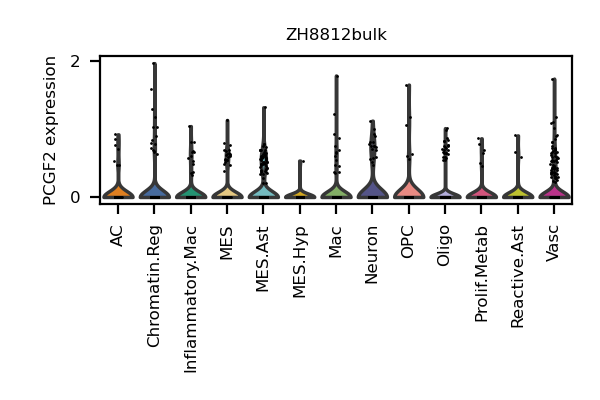 ZH8812bulk
PCGF2 expression
2
0
AC
Chromatin.Reg
Inflammatory.Mac
MES
MES.Ast
MES.Hyp
Mac
Neuron
OPC
Oligo
Prolif.Metab
Reactive.Ast
Vasc